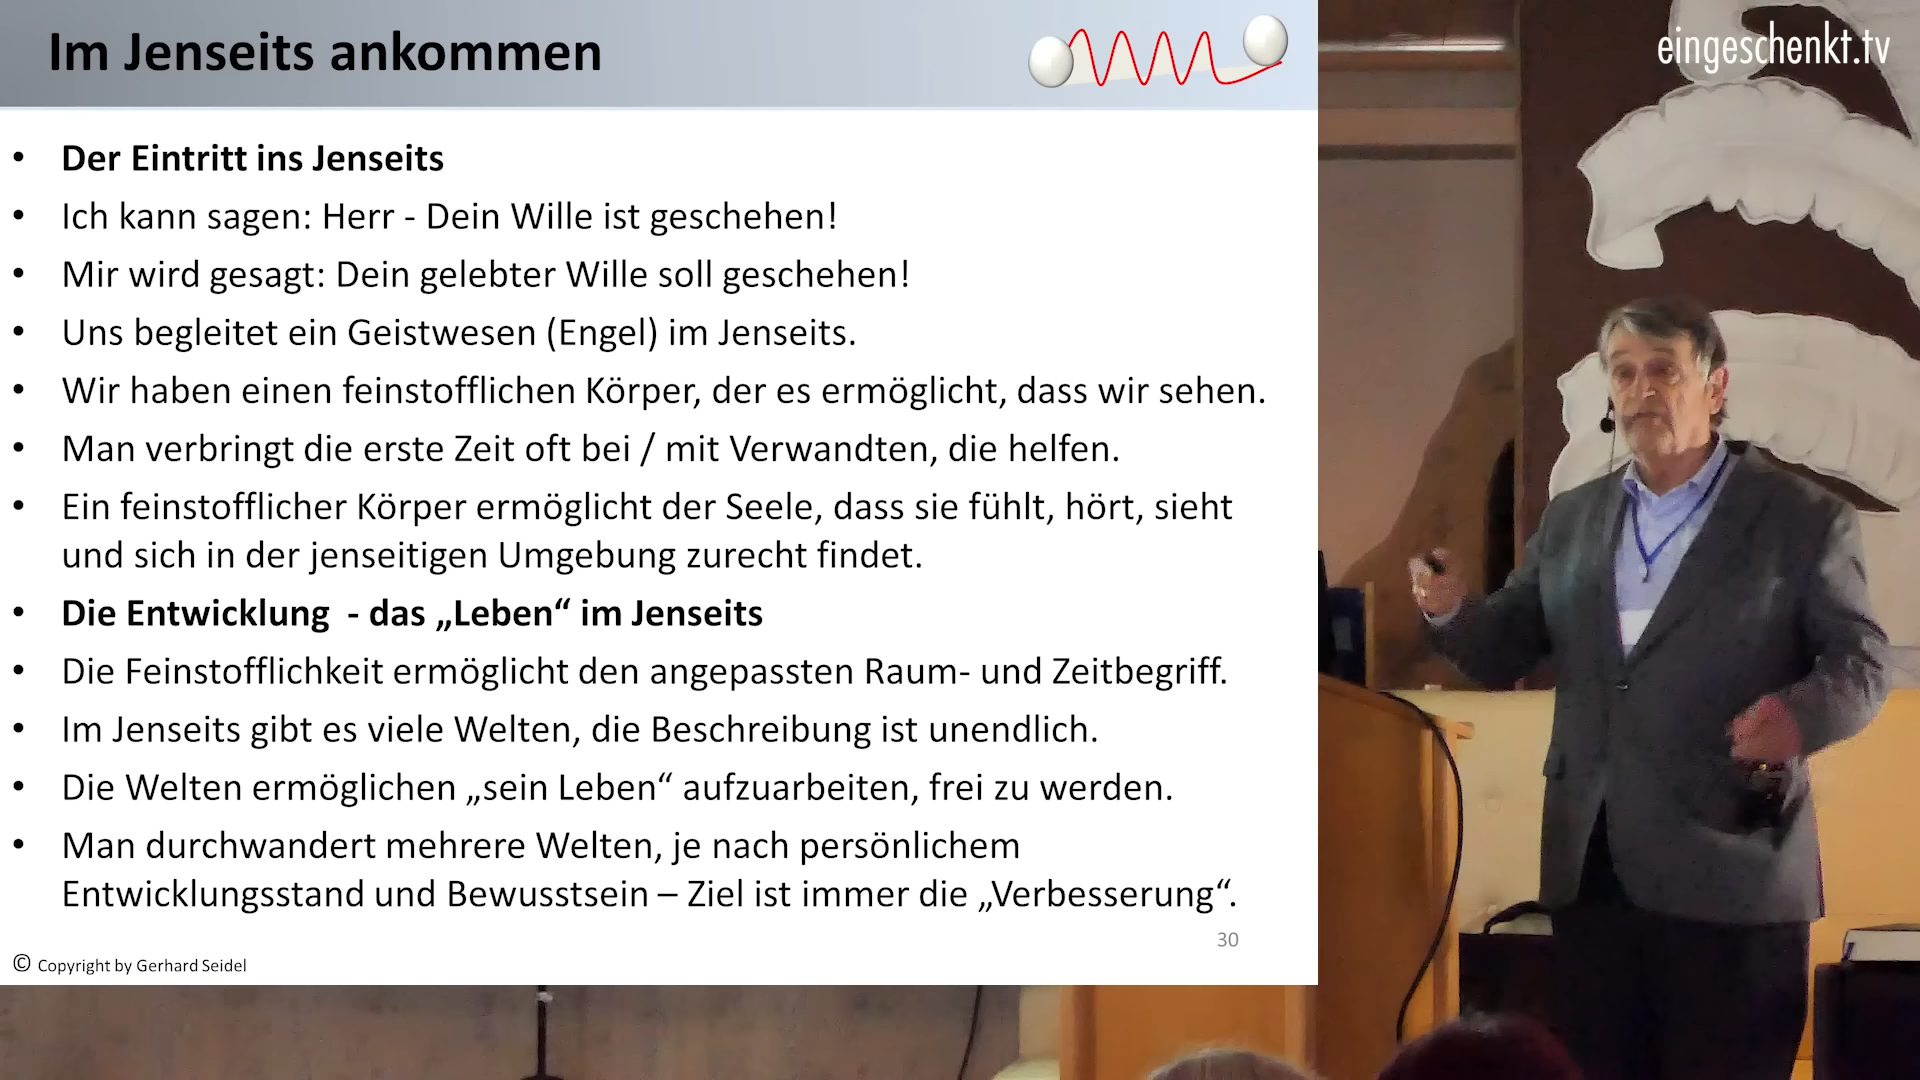 Im Jenseits ankommen
eingeschenkt.tv
• Der Eintritt ins Jenseits
• Ich kann sagen: Herr - Dein Wille ist geschehen!
• Mir wird gesagt: Dein gelebter Wille soll geschehen!
• Uns begleitet ein Geistwesen (Engel) im Jenseits.
• Wir haben einen feinstofflichen Körper, der es ermöglicht, dass wir sehen.
• Man verbringt die erste Zeit oft bei / mit Verwandten, die helfen.
• Ein feinstofflicher Körper ermöglicht der Seele, dass sie fühlt, hört, sieht
und sich in der jenseitigen Umgebung zurecht findet.
• Die Entwicklung  - das „Leben“ im Jenseits
• Die Feinstofflichkeit ermöglicht den angepassten Raum- und Zeitbegriff.
• Im Jenseits gibt es viele Welten, die Beschreibung ist unendlich.
• Die Welten ermöglichen „sein Leben“ aufzuarbeiten, frei zu werden.
• Man durchwandert mehrere Welten, je nach persönlichem
Entwicklungsstand und Bewusstsein – Ziel ist immer die „Verbesserung“.
30
© Copyright by Gerhard Seidel